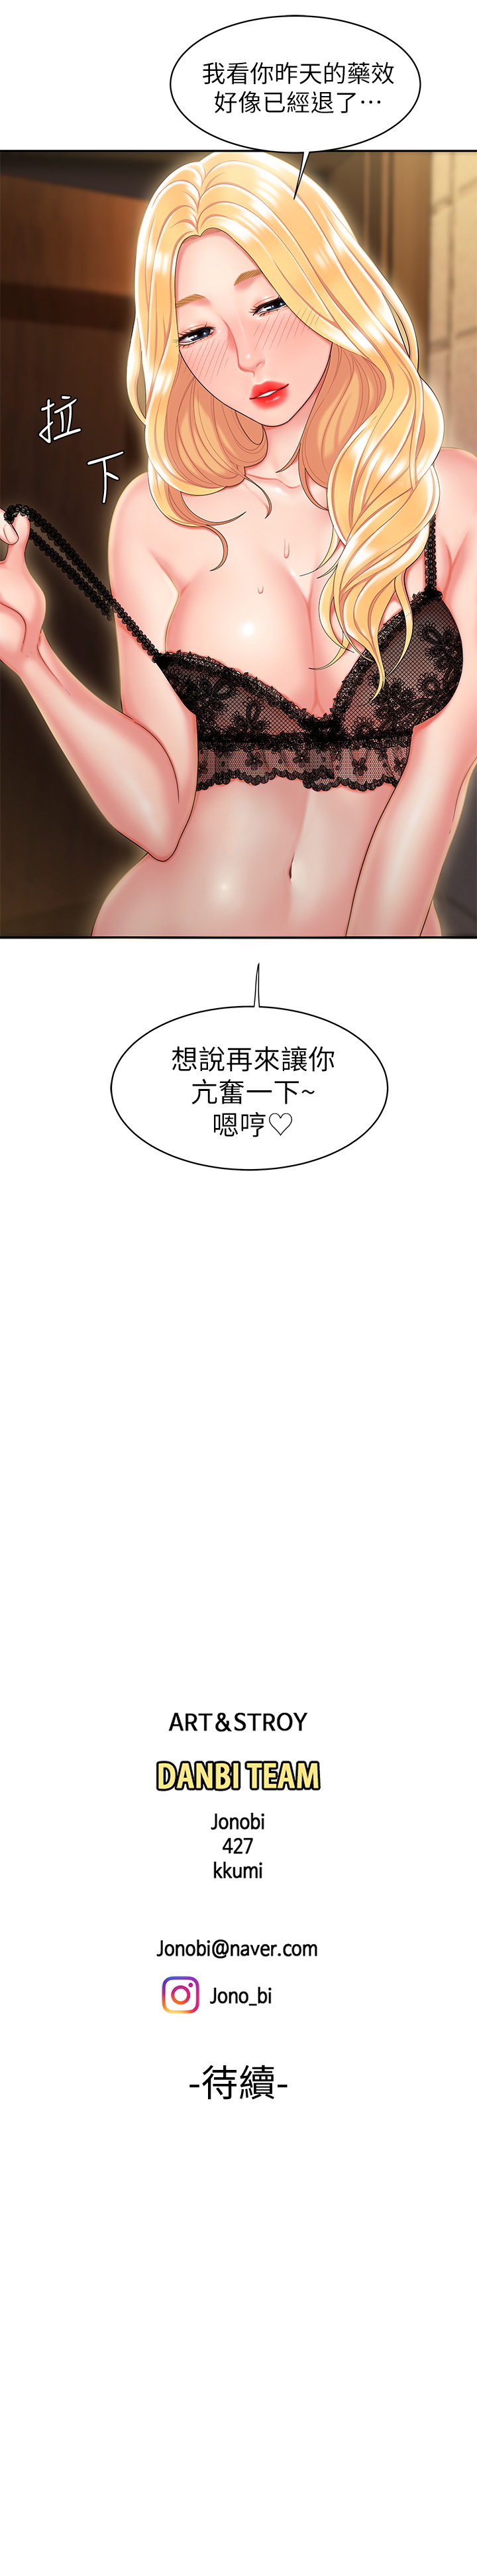 我看你昨天的藥效
好像已經退了…
拉
下
想說再來讓你
亢奮一下~
嗯哼♡
ART&STROY
DANBI TEAM
Jonobi
427
kkumi
Jonobi@naver.com
Jono_bi
-待續-